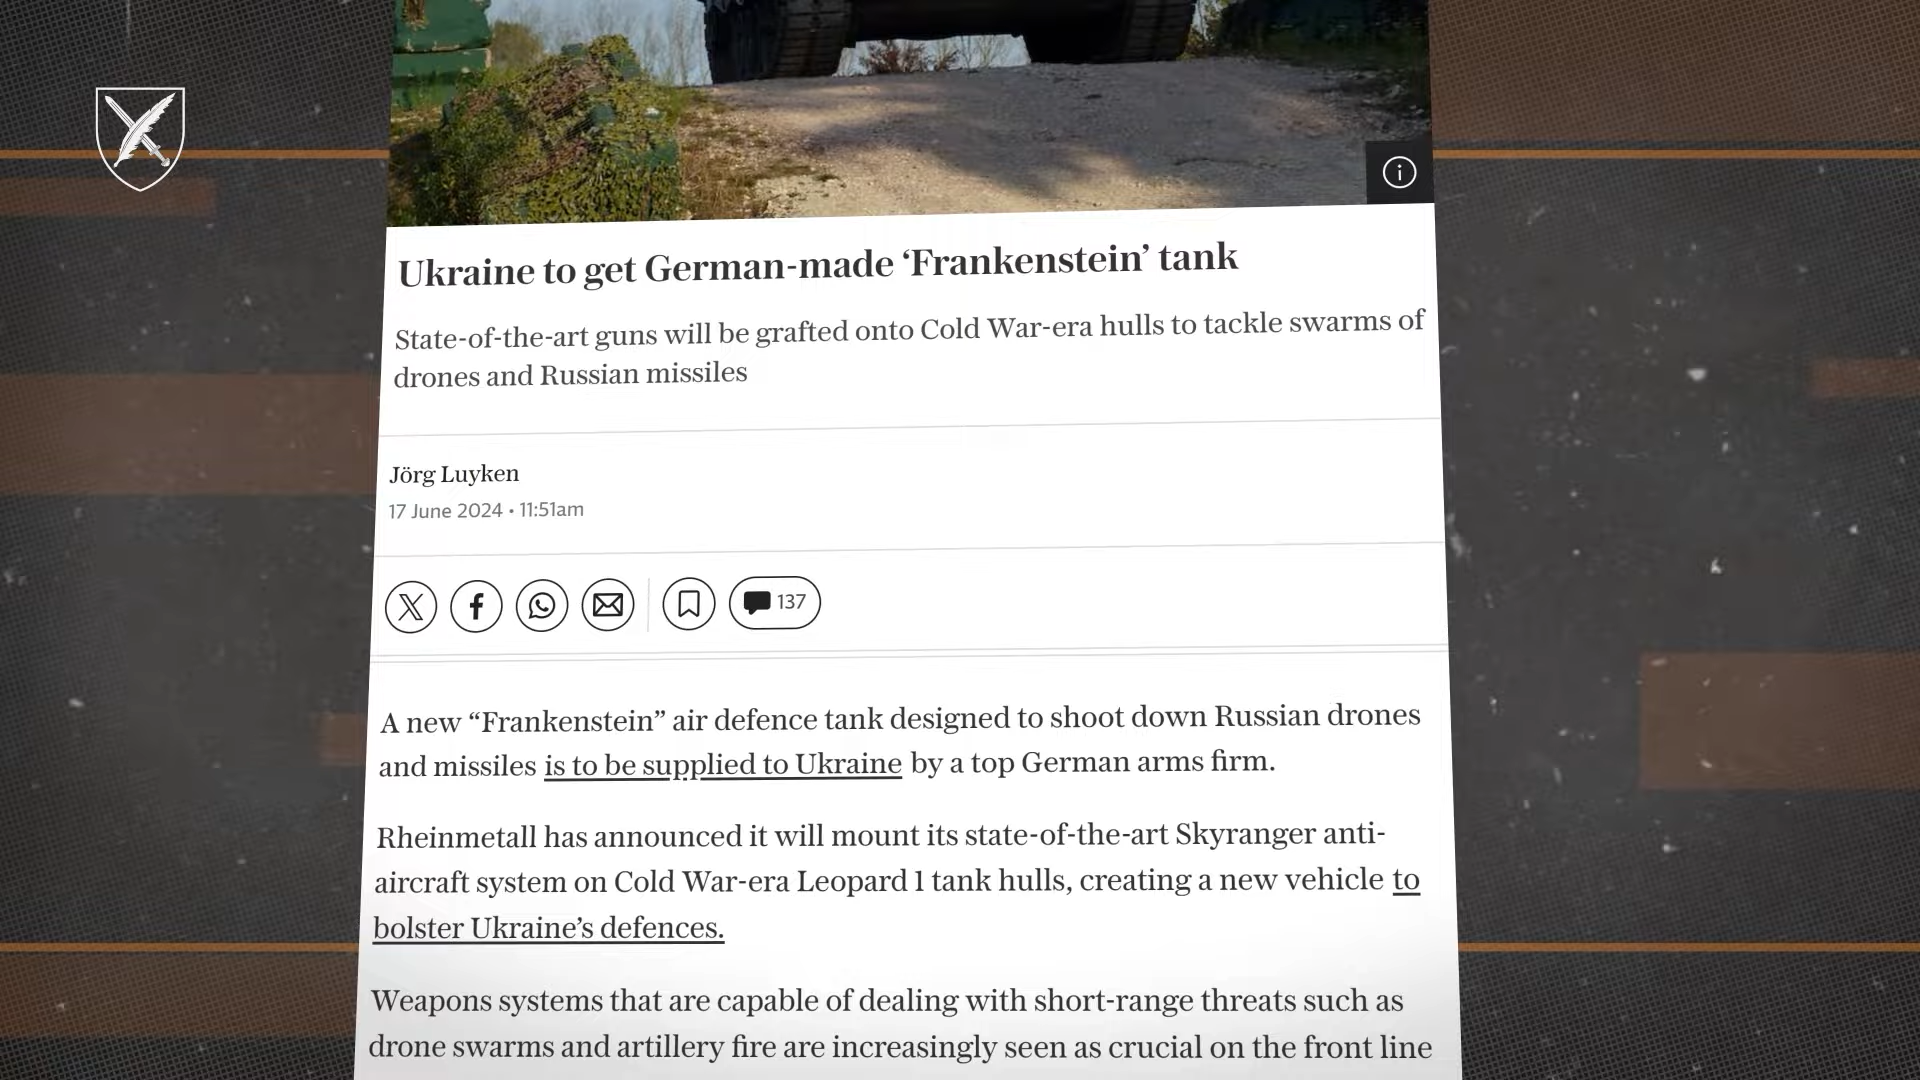 Ukraine to get German-made ‘Frankenstein’ tank
State-of-the-art guns will be grafted onto Cold War-era hulls to tackle swarms of
drones and Russian missiles
Jörg Luyken
17 June 2024 • 11:51am
137
A new “Frankenstein” air defence tank designed to shoot down Russian drones
and missiles is to be supplied to Ukraine by a top German arms firm.
Rheinmetall has announced it will mount its state-of-the-art Skyranger anti-
aircraft system on Cold War-era Leopard 1 tank hulls, creating a new vehicle to
bolster Ukraine’s defences.
Weapons systems that are capable of dealing with short-range threats such as
drone swarms and artillery fire are increasingly seen as crucial on the front line